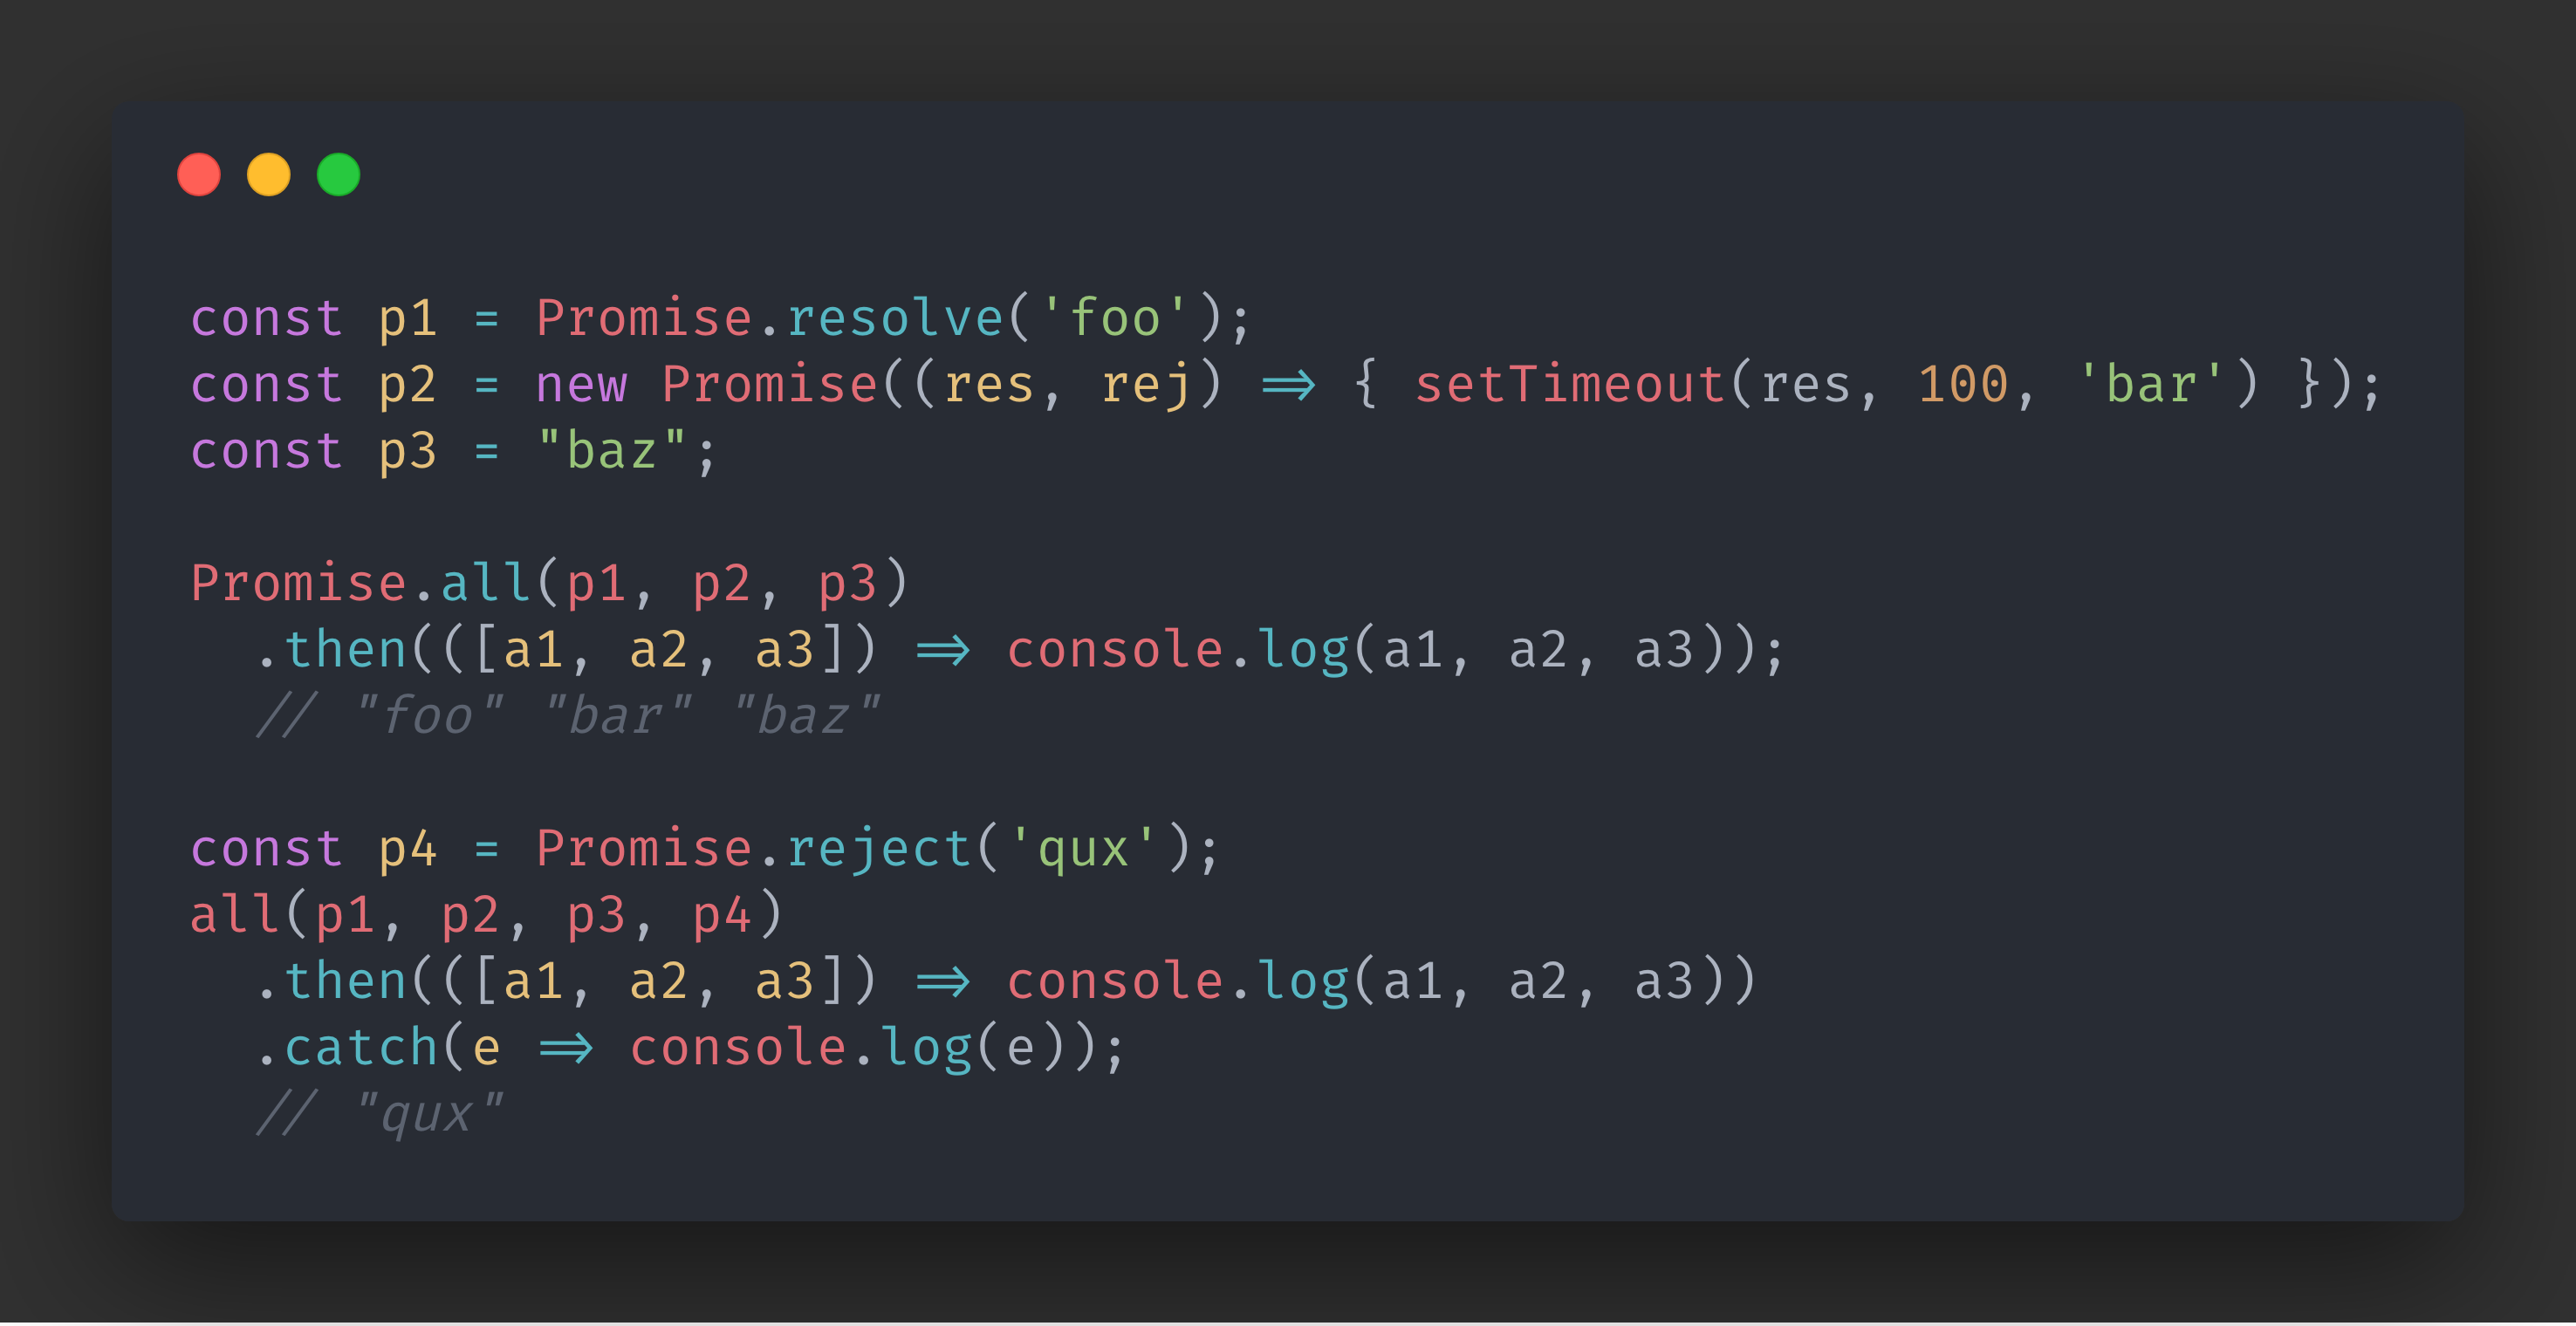 const p1 = Promise.resolve('foo');
const p2 = new Promise((res, rej) => { setTimeout(res, 100, 'bar') });
const p3 = "baz";

Promise.all(p1, p2, p3)
  .then(([a1, a2, a3]) => console.log(a1, a2, a3));
  // "foo" "bar" "baz"

const p4 = Promise.reject('qux');
all(p1, p2, p3, p4)
  .then(([a1, a2, a3]) => console.log(a1, a2, a3))
  .catch(e => console.log(e));
  // "qux"